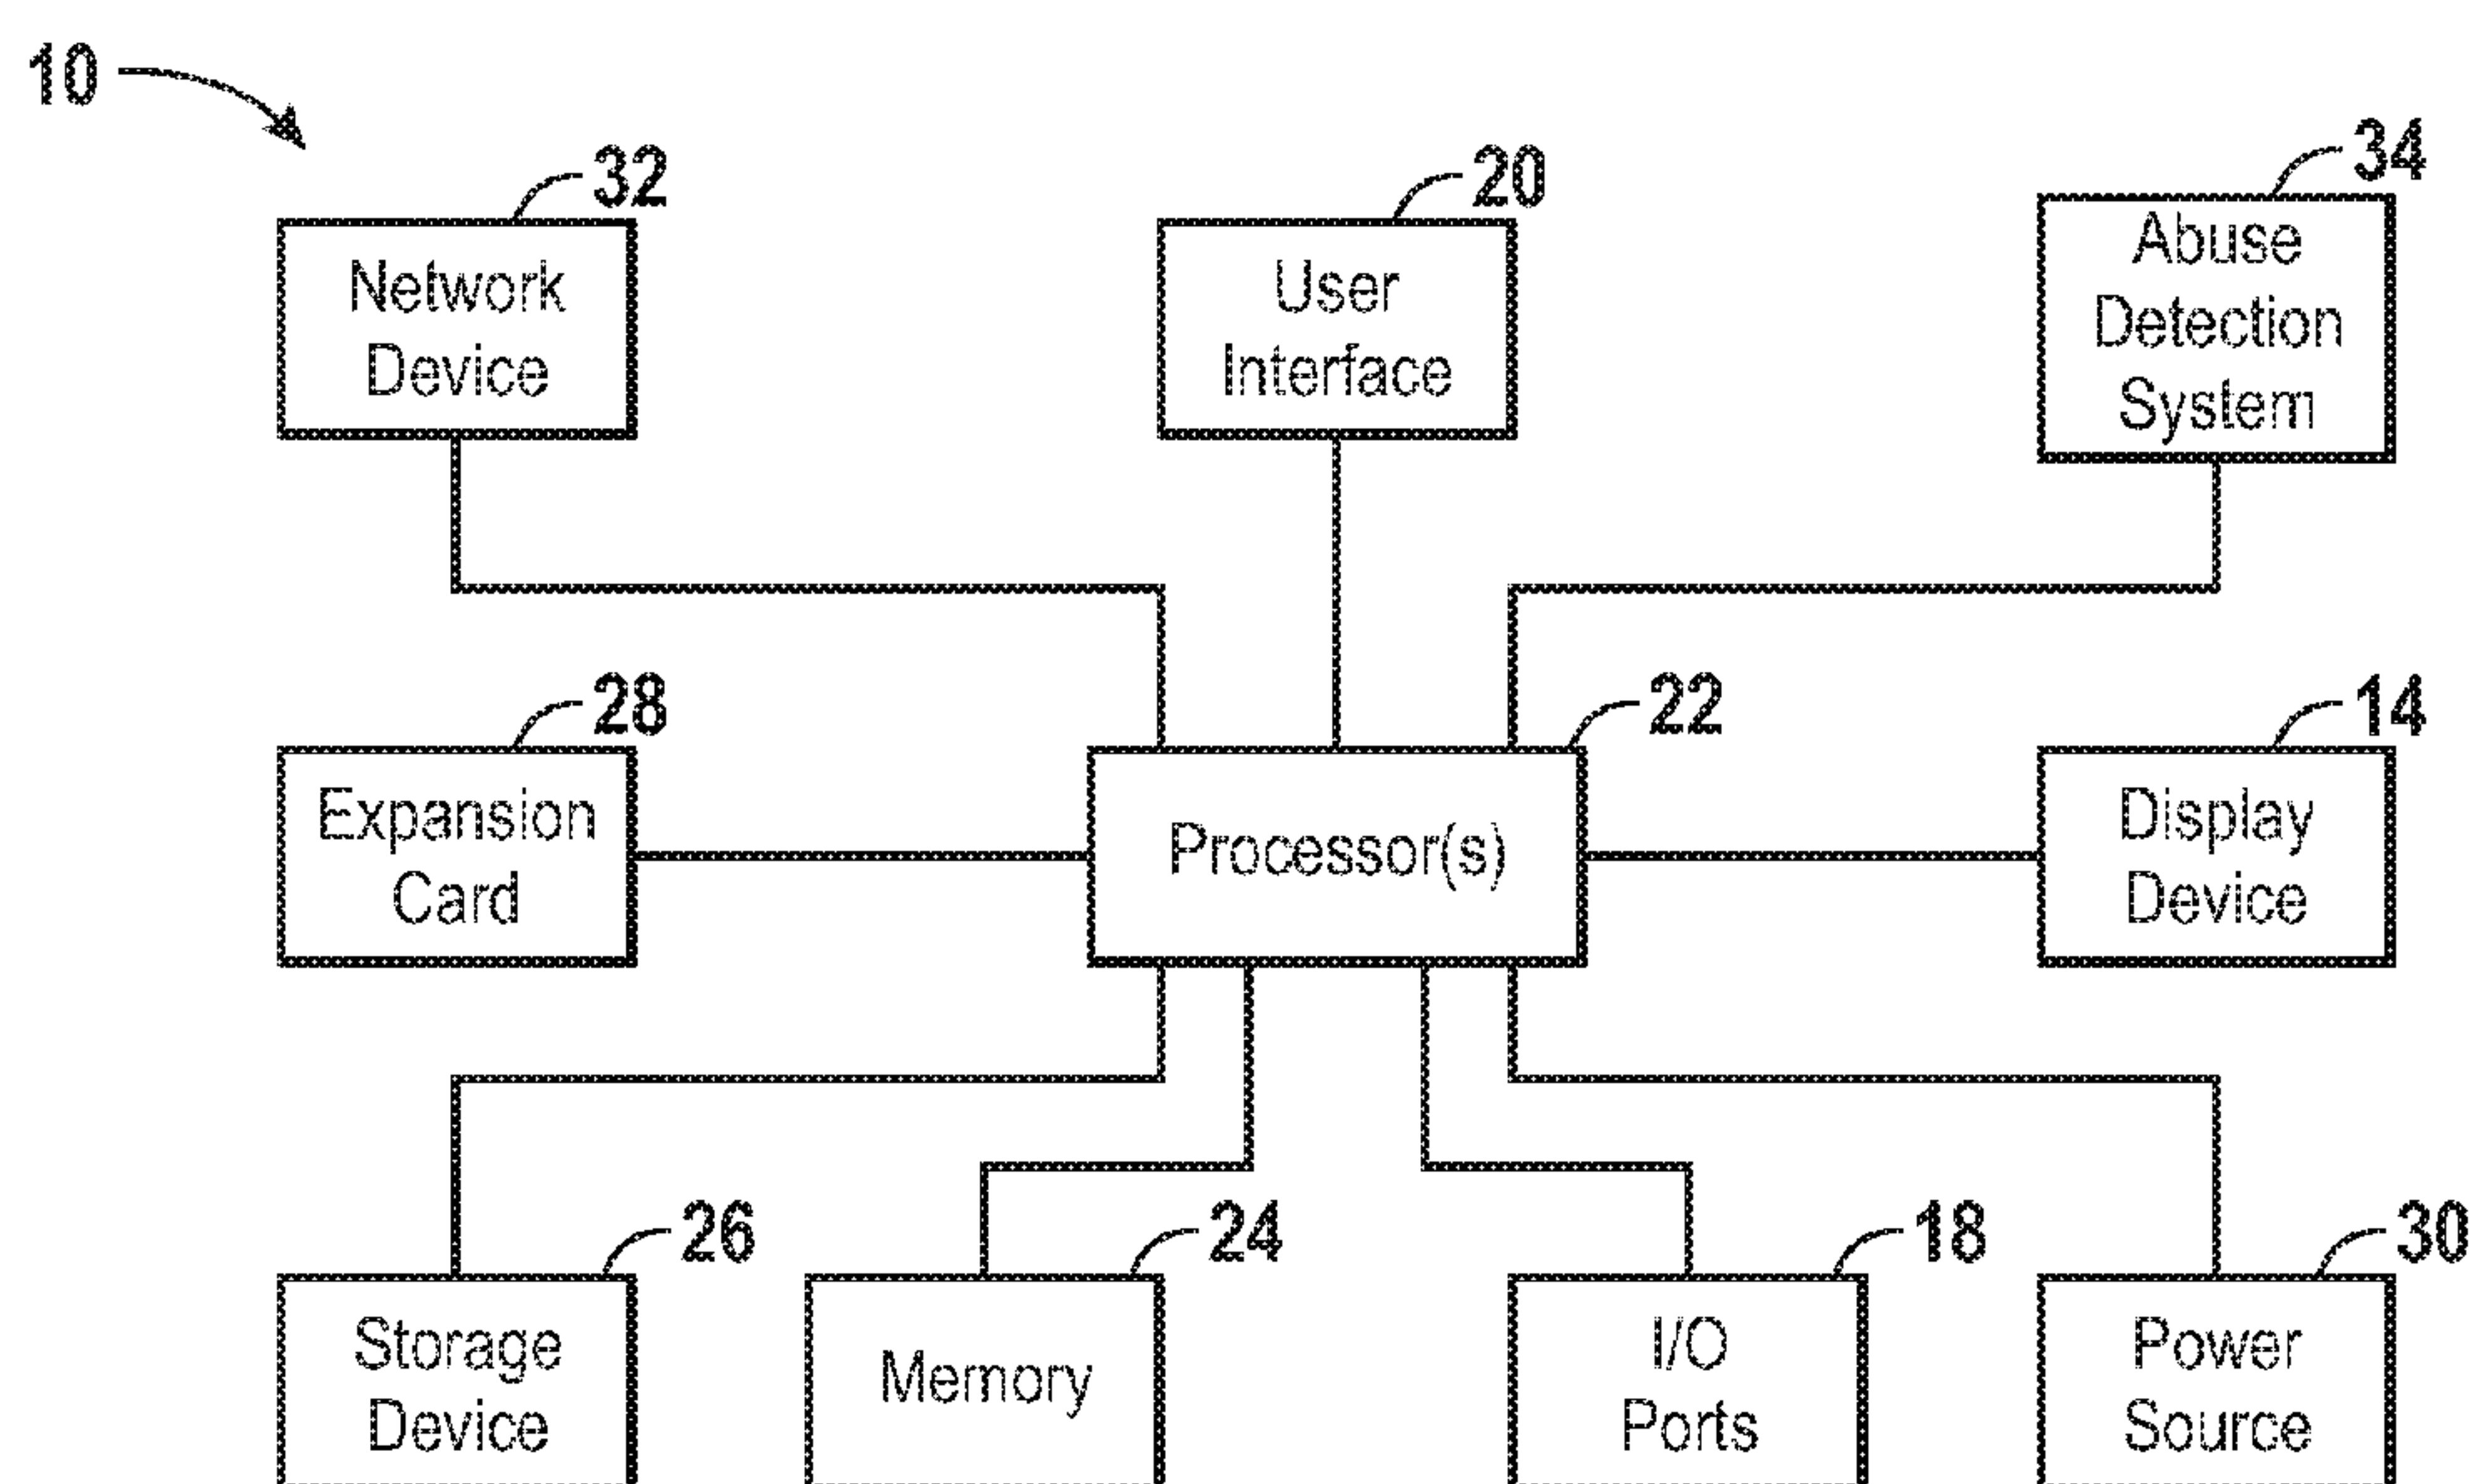 10
32
20
34
Network
Device
User
Interface
Abuse
Detection
System
28
22
14
Expansion
Card
Processor(s)
Display
Device
26
24
18
30
Storage
Device
Memory
I/O
Ports
Power
Source